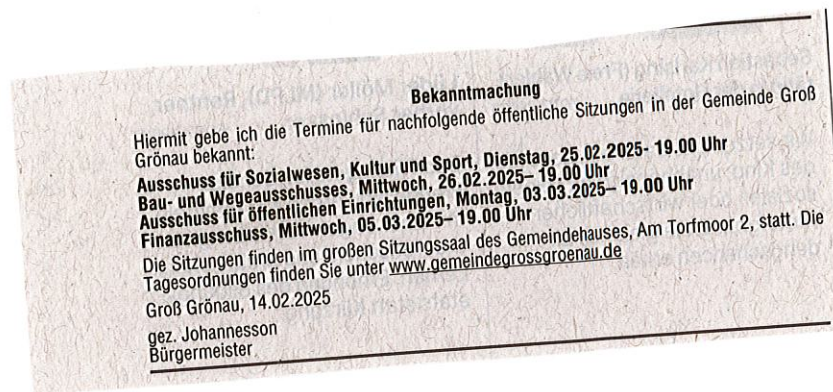 Bekanntmachung
Hiermit gebe ich die Termine für nachfolgende öffentliche Sitzungen in der Gemeinde Groß
Grönau bekannt:
Ausschuss für Sozialwesen, Kultur und Sport, Dienstag, 25.02.2025- 19.00 Uhr
Bau- und Wegeausschusses, Mittwoch, 26.02.2025– 19.00 Uhr
Ausschuss für öffentlichen Einrichtungen, Montag, 03.03.2025– 19.00 Uhr
Finanzausschuss, Mittwoch, 05.03.2025– 19.00 Uhr
Die Sitzungen finden im großen Sitzungssaal des Gemeindehauses, Am Torfmoor 2, statt. Die
Tagesordnungen finden Sie unter www.gemeindegrossgroenau.de
Groß Grönau, 14.02.2025
gez. Johannesson
Bürgermeister